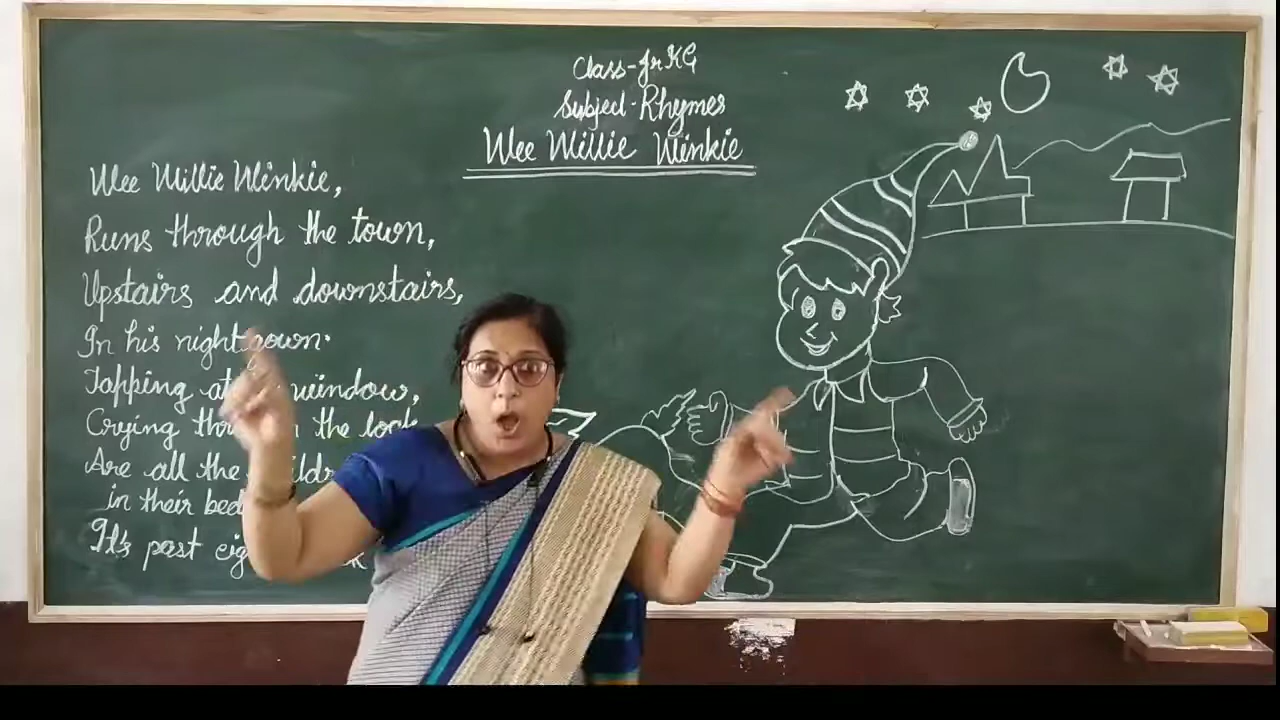 Class-Jr KG
Subject-Rhymes
Wee Willie Winkie
Wee Willie Winkie,
Runs through the town,
Upstairs and downstairs,
In his nightgown.
Tapping at window,
Crying the lock
Are all the
in their bed
It's past